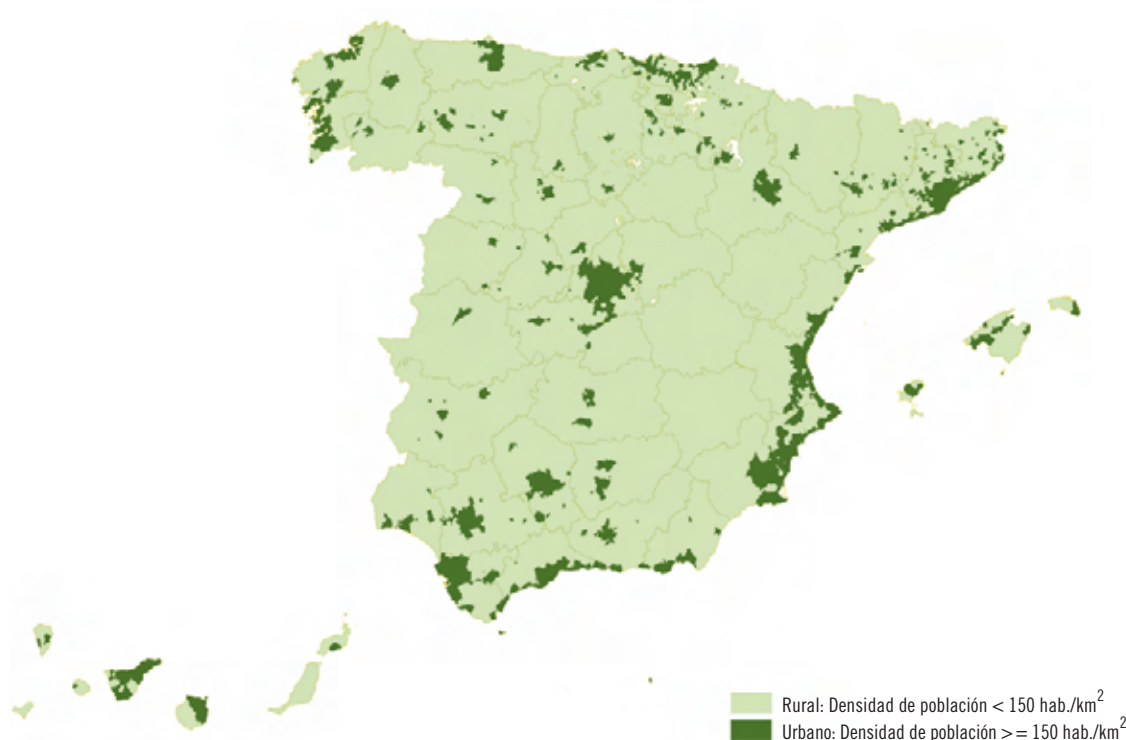 Rural: Densidad de población < 150 hab./km²
Urbano: Densidad de población > = 150 hab./km²